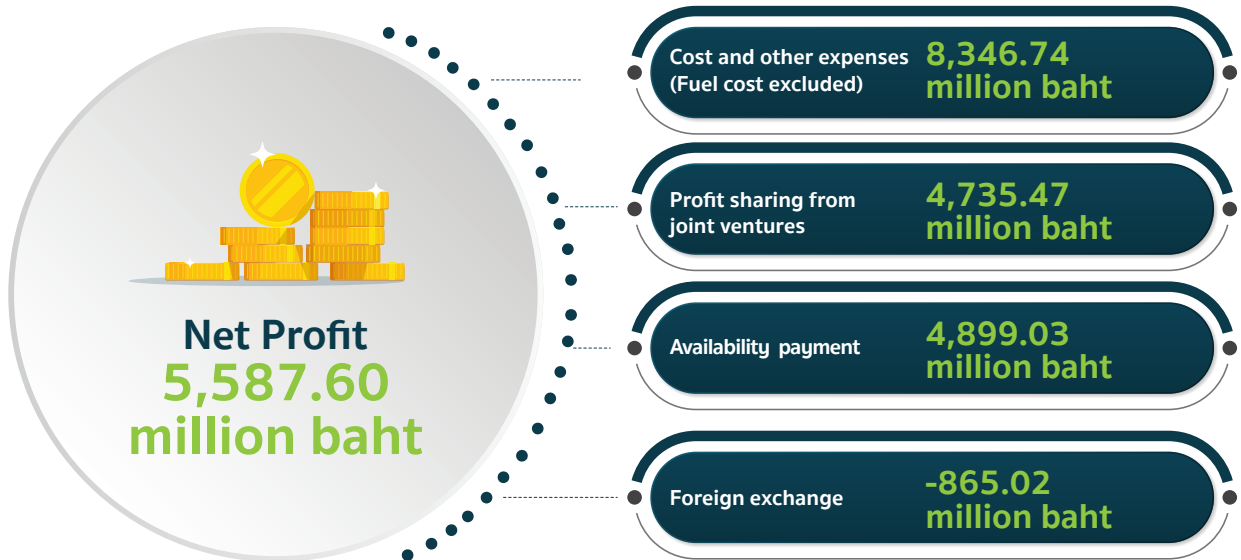 Net Profit
5,587.60
million baht
Cost and other expenses
(Fuel cost excluded)
8,346.74
million baht
Profit sharing from
joint ventures
4,735.47
million baht
Availability payment
4,899.03
million baht
Foreign exchange
-865.02
million baht